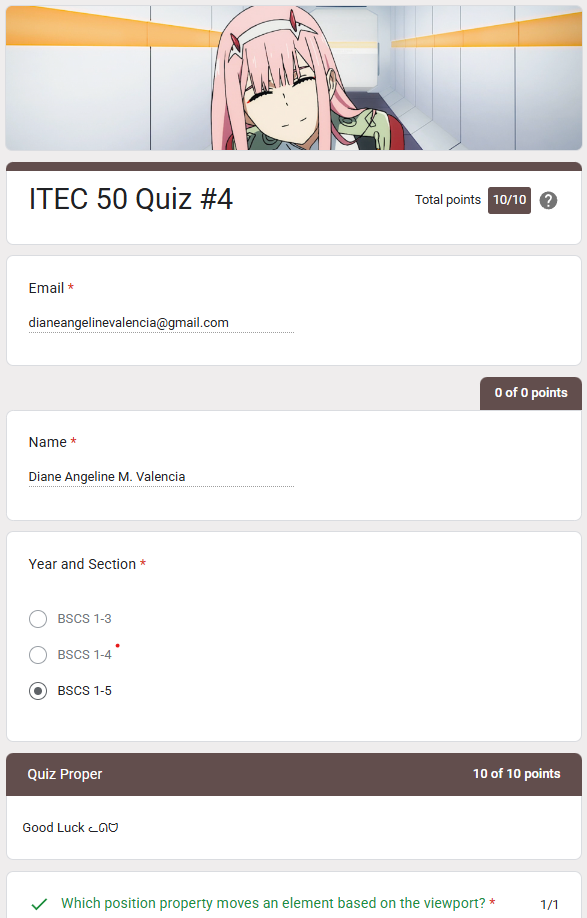 ITEC 50 Quiz #4
Total points 10/10
Email *
dianeangelinevalencia@gmail.com
0 of 0 points
Name *
Diane Angeline M. Valencia
Year and Section *
BSCS 1-3
BSCS 1-4
BSCS 1-5
Quiz Proper 10 of 10 points
Good Luck ᓚᘏᗢ
Which position property moves an element based on the viewport? * 1/1